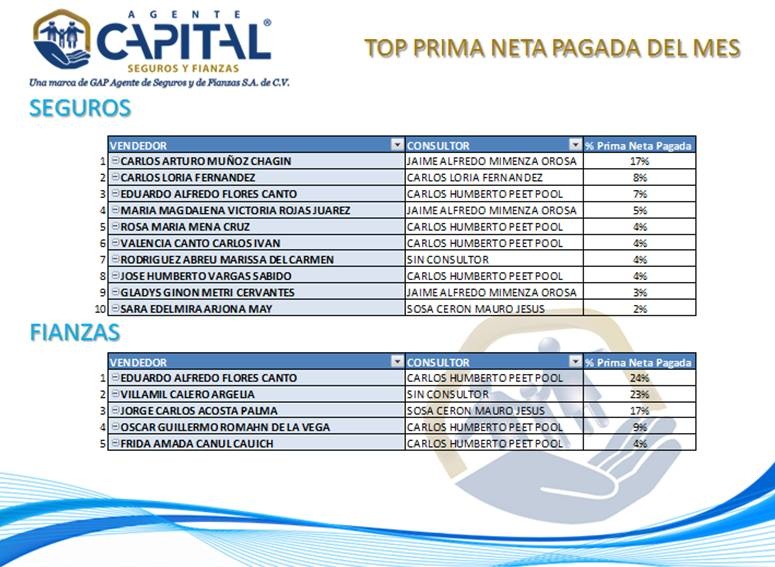 AGENTE
CAPITAL®
SEGUROS Y FIANZAS
Una marca de GAP Agente de Seguros y de Fianzas S.A. de C.V.
TOP PRIMA NETA PAGADA DEL MES
SEGUROS
VENDEDOR CONSULTOR % Prima Neta Pagada
1 CARLOS ARTURO MUÑOZ CHAGIN JAIME ALFREDO MIMENZA OROSA 17%
2 CARLOS LORIA FERNANDEZ CARLOS LORIA FERNANDEZ 8%
3 EDUARDO ALFREDO FLORES CANTO CARLOS HUMBERTO PEET POOL 7%
4 MARIA MAGDALENA VICTORIA ROJAS JUAREZ JAIME ALFREDO MIMENZA OROSA 5%
5 ROSA MARIA MENA CRUZ CARLOS HUMBERTO PEET POOL 4%
6 VALENCIA CANTO CARLOS IVAN CARLOS HUMBERTO PEET POOL 4%
7 RODRIGUEZ ABREU MARISSA DEL CARMEN SIN CONSULTOR 4%
8 JOSE HUMBERTO VARGAS SABIDO CARLOS HUMBERTO PEET POOL 4%
9 GLADYS GINON METRI CERVANTES JAIME ALFREDO MIMENZA OROSA 3%
10 SARA EDELMIRA ARJONA MAY SOSA CERON MAURO JESUS 2%
FIANZAS
VENDEDOR CONSULTOR % Prima Neta Pagada
1 EDUARDO ALFREDO FLORES CANTO CARLOS HUMBERTO PEET POOL 24%
2 VILLAMIL CALERO ARGELIA SIN CONSULTOR 23%
3 JORGE CARLOS ACOSTA PALMA SOSA CERON MAURO JESUS 17%
4 OSCAR GUILLERMO ROMAHN DE LA VEGA CARLOS HUMBERTO PEET POOL 9%
5 FRIDA AMADA CANUL CAUICH CARLOS HUMBERTO PEET POOL 4%